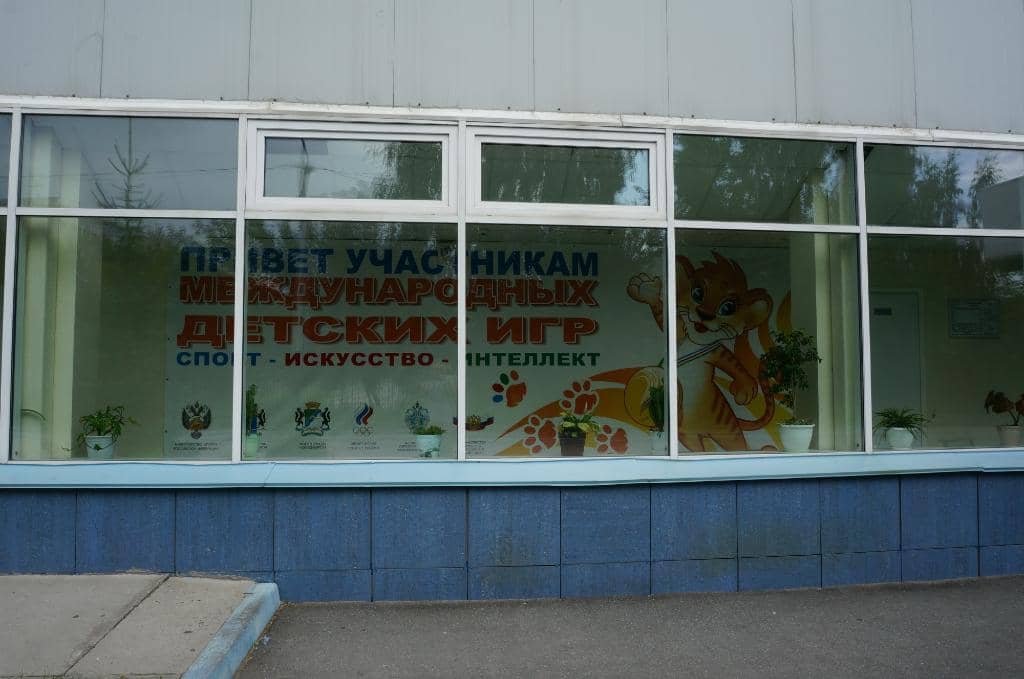 ПРИВЕТ УЧАСТНИКАМ
МЕЖДУНАРОДНЫХ
ДЕТСКИХ ИГР
СПОРТ - ИСКУССТВО - ИНТЕЛЛЕКТ